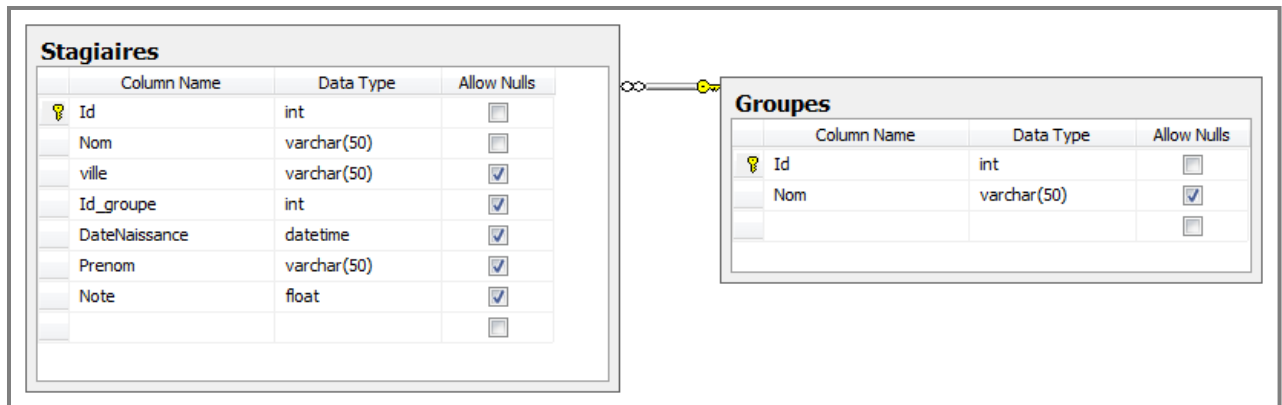 Stagiaires
Column Name Data Type Allow Nulls
Id int
Nom varchar(50)
ville varchar(50)
Id_groupe int
DateNaissance datetime
Prenom varchar(50)
Note float
Groupes
Column Name Data Type Allow Nulls
Id int
Nom varchar(50)